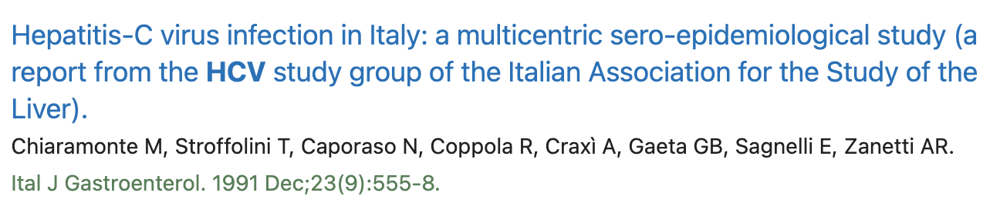 Hepatitis-C virus infection in Italy: a multicentric sero-epidemiological study (a
report from the HCV study group of the Italian Association for the Study of the
Liver).
Chiaramonte M, Stroffolini T, Caporaso N, Coppola R, Craxì A, Gaeta GB, Sagnelli E, Zanetti AR.
Ital J Gastroenterol. 1991 Dec;23(9):555-8.